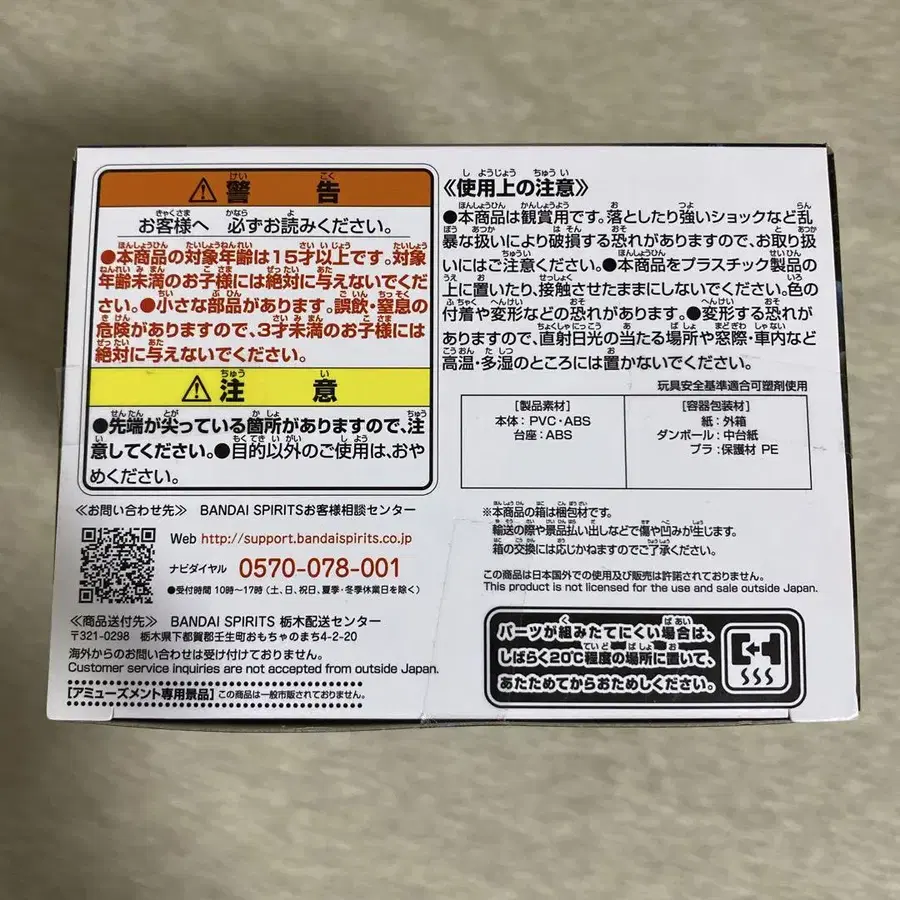 ⚠警告
お客様へ 必ずお読みください。
●本商品の対象年齢は15才以上です。対象
年齢未満のお子様には絶対に与えないでくだ
さい。●小さな部品があります。誤飲・窒息の
危険がありますので、3才未満のお子様には
絶対に与えないでください。
⚠注意
●先端が尖っている箇所がありますので、注
意してください。●目的以外のご使用は、おや
めください。
≪お問い合わせ先≫ BANDAI SPIRITSお客様相談センター
Web http://support.bandaispirits.co.jp
ナビダイヤル 0570-078-001
●受付時間 10時〜17時(土、日、祝日、夏季・冬季休業日を除く)
≪商品送付先≫ BANDAI SPIRITS 栃木配送センター
〒321-0298 栃木県下都賀郡壬生町おもちゃのまち4-2-20
海外からのお問い合わせは受け付けておりません。
Customer service inquiries are not accepted from outside Japan.
[アミューズメント専用景品] この商品は一般市販されておりません。
≪使用上の注意≫
●本商品は観賞用です。落としたり強いショックなど乱
暴な扱いにより破損する恐れがありますので、お取り扱
いにはご注意ください。●本商品をプラスチック製品の
上に置いたり、接触させたままにしないでください。色の
付着や変形などの恐れがあります。●変形する恐れが
ありますので、直射日光の当たる場所や窓際・車内など
高温・多湿のところには置かないでください。
玩具安全基準適合可塑剤使用
[製品素材]
本体:PVC・ABS
台座:ABS
[容器包装材]
紙:外箱
ダンボール:中台紙
プラ:保護材 PE
※本商品の箱は梱包材です。
輸送の際や景品払い出しなどで傷や凹みが生じます。
箱の交換には応じかねますのでご了承ください。
この商品は日本国外での使用及び販売は許諾されておりません。
This product is not licensed for the use and sale outside Japan.
パーツが組みたてにくい場合は、
しばらく20℃程度の場所に置いて、
あたためてからおためしください。